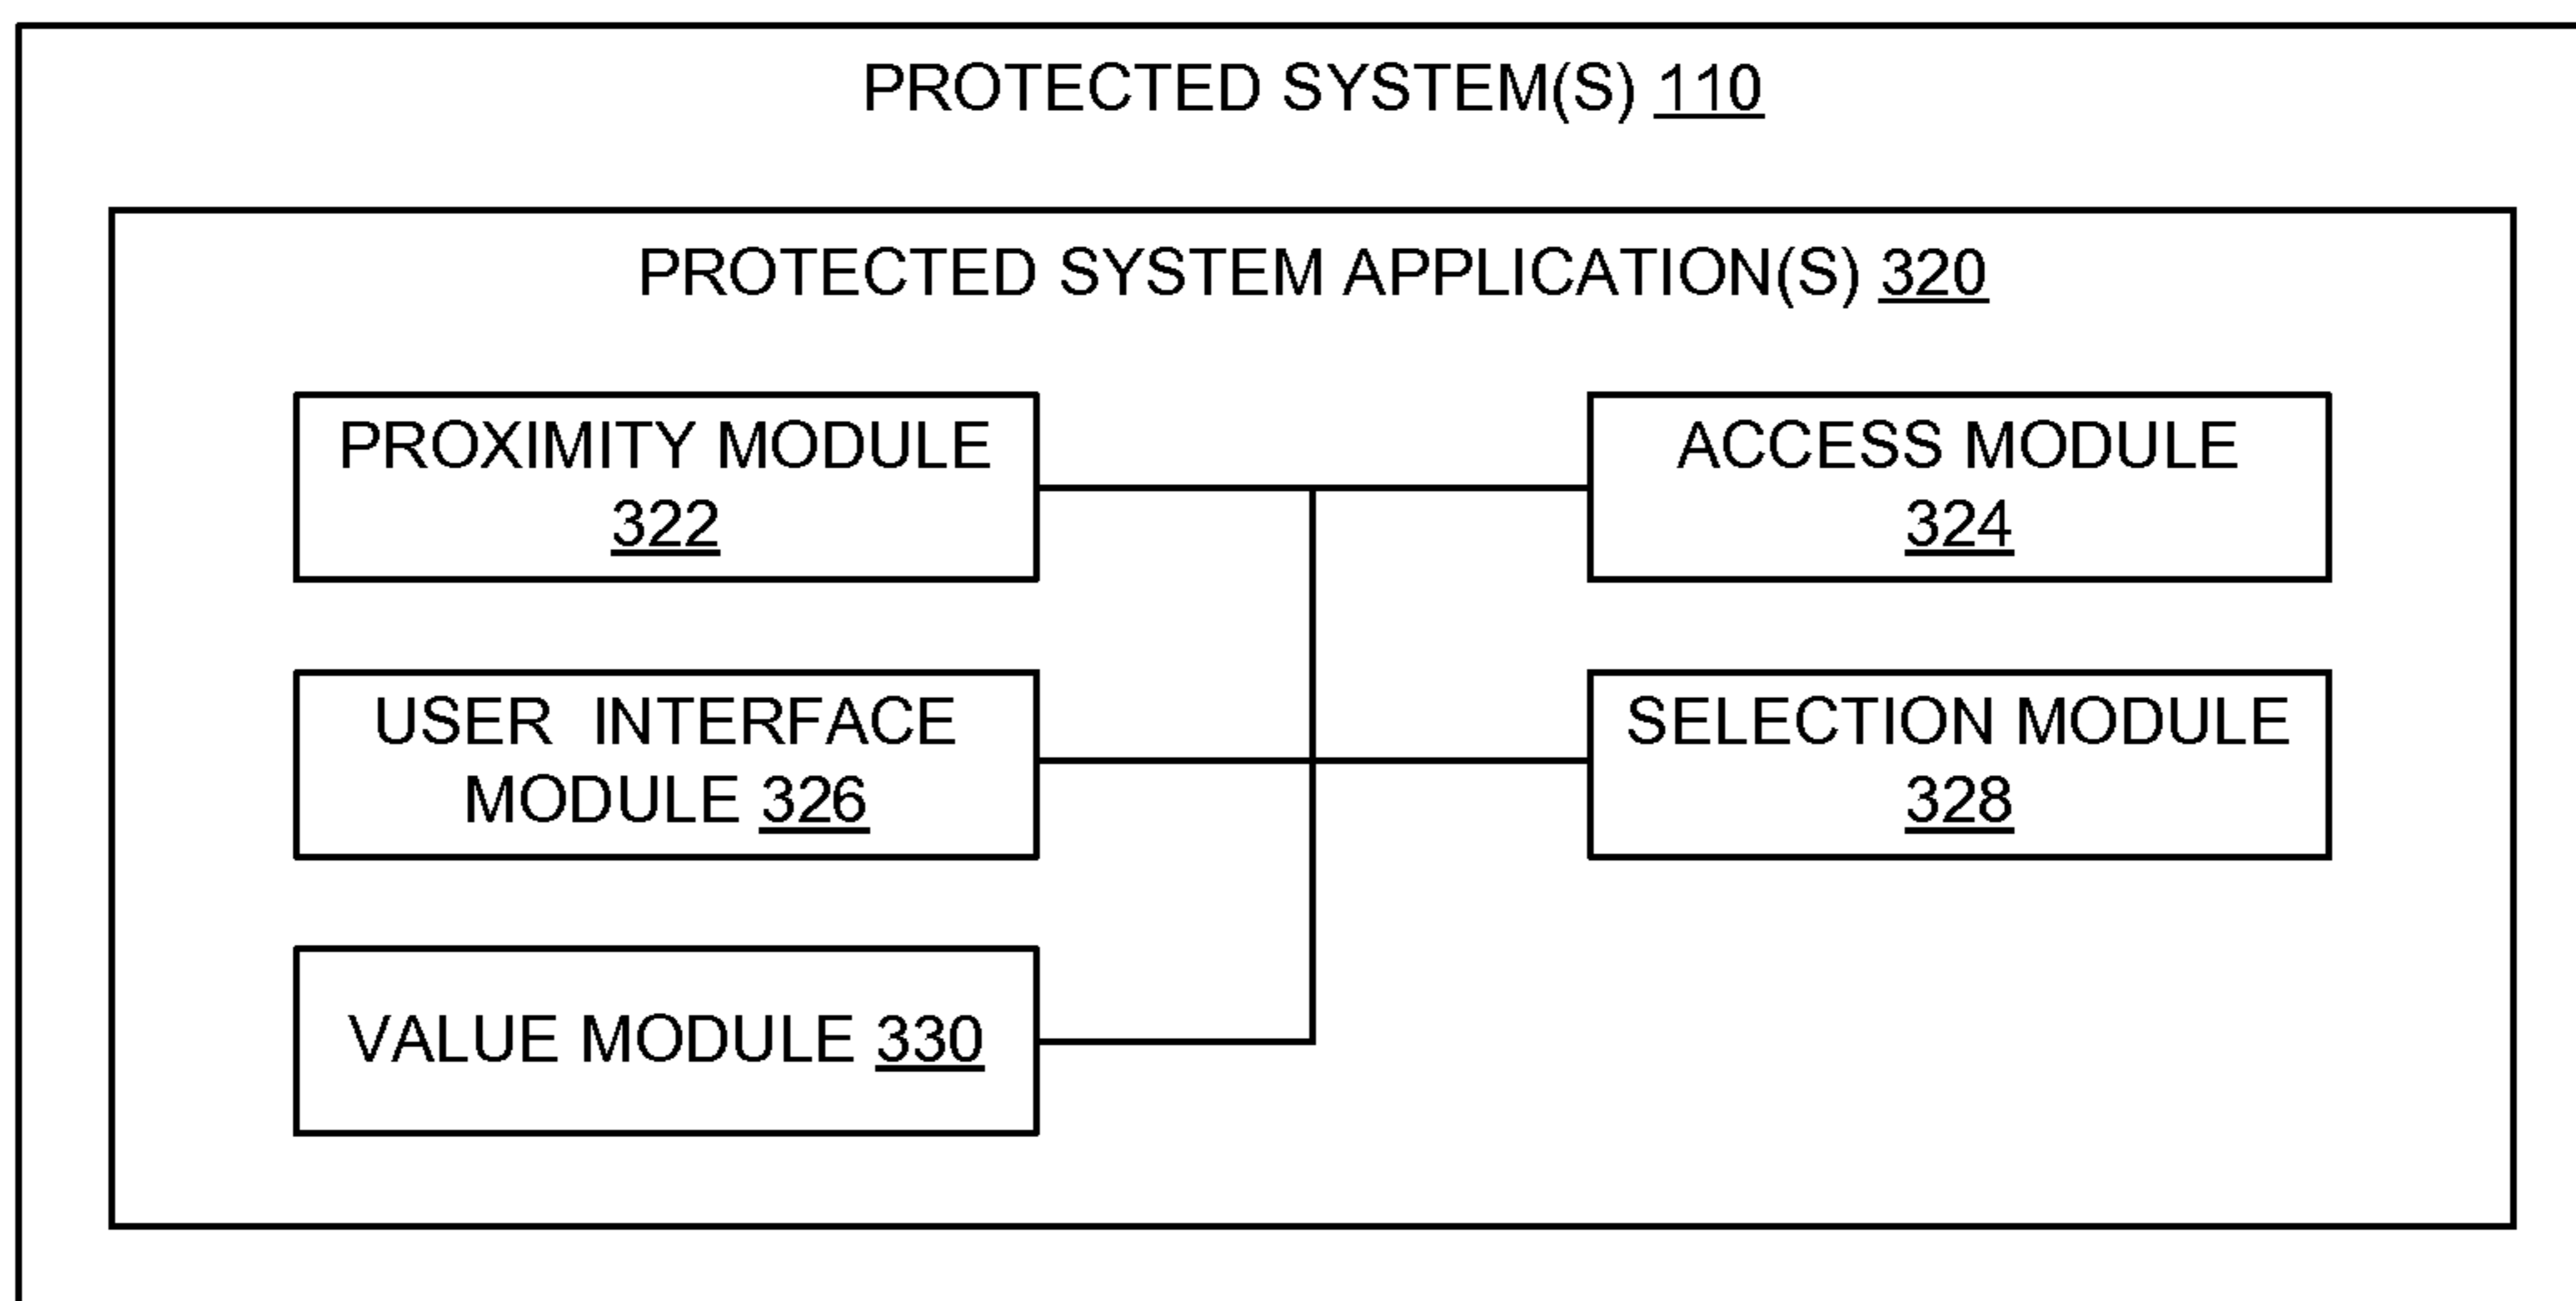 PROTECTED SYSTEM(S) 110
PROTECTED SYSTEM APPLICATION(S) 320
PROXIMITY MODULE
322
ACCESS MODULE
324
USER INTERFACE
MODULE 326
SELECTION MODULE
328
VALUE MODULE 330